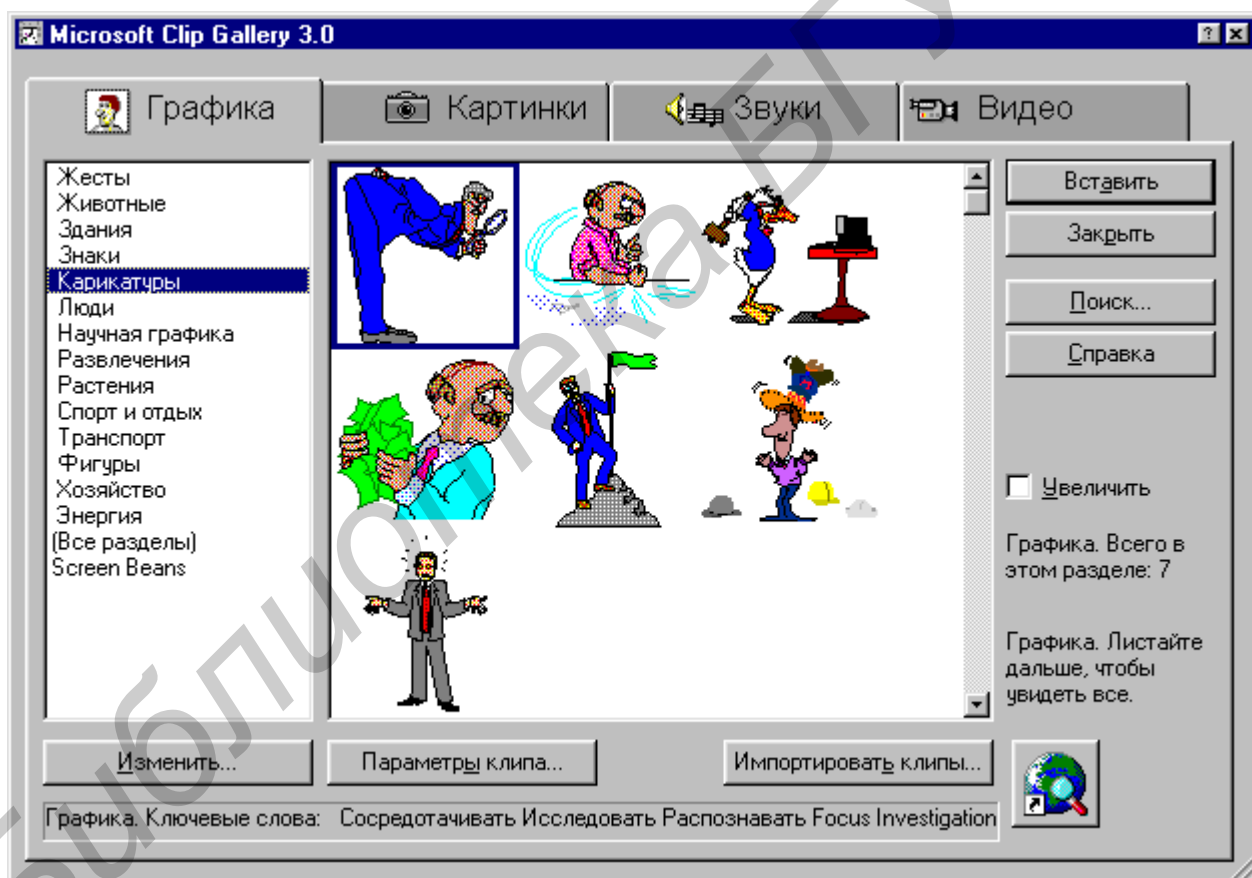 Microsoft Clip Gallery 3.0
Графика
Картинки
Звуки
Видео
Жесты
Животные
Здания
Знаки
Карикатуры
Люди
Научная графика
Развлечения
Растения
Спорт и отдых
Транспорт
Фигуры
Хозяйство
Энергия
(Все разделы)
Screen Beans
Вставить
Закрыть
Поиск...
Справка
Увеличить
Графика. Всего в
этом разделе: 7
Графика. Листайте
дальше, чтобы
увидеть все.
Изменить...
Параметры клипа...
Импортировать клипы...
Графика. Ключевые слова: Сосредотачивать Исследовать Распознавать Focus Investigation
Библиотека БГУ